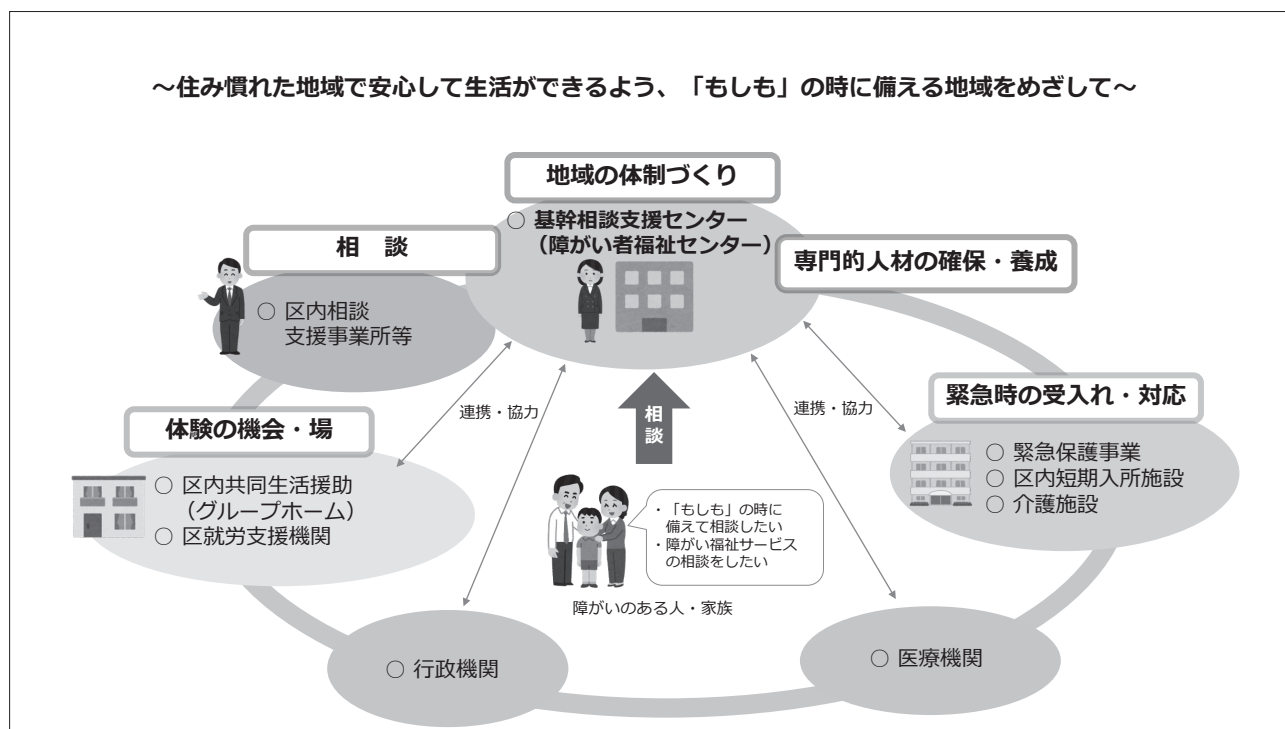 ～住み慣れた地域で安心して生活ができるよう、「もしも」の時に備える地域をめざして～
地域の体制づくり
○ 基幹相談支援センター
（障がい者福祉センター）
相　談
○ 区内相談
支援事業所等
専門的人材の確保・養成
体験の機会・場
○ 区内共同生活援助
（グループホーム）
○ 区就労支援機関
連携・協力
相談
連携・協力
緊急時の受入れ・対応
○ 緊急保護事業
○ 区内短期入所施設
○ 介護施設
・「もしも」の時に
備えて相談したい
・障がい福祉サービス
の相談をしたい
障がいのある人・家族
○ 行政機関
○ 医療機関